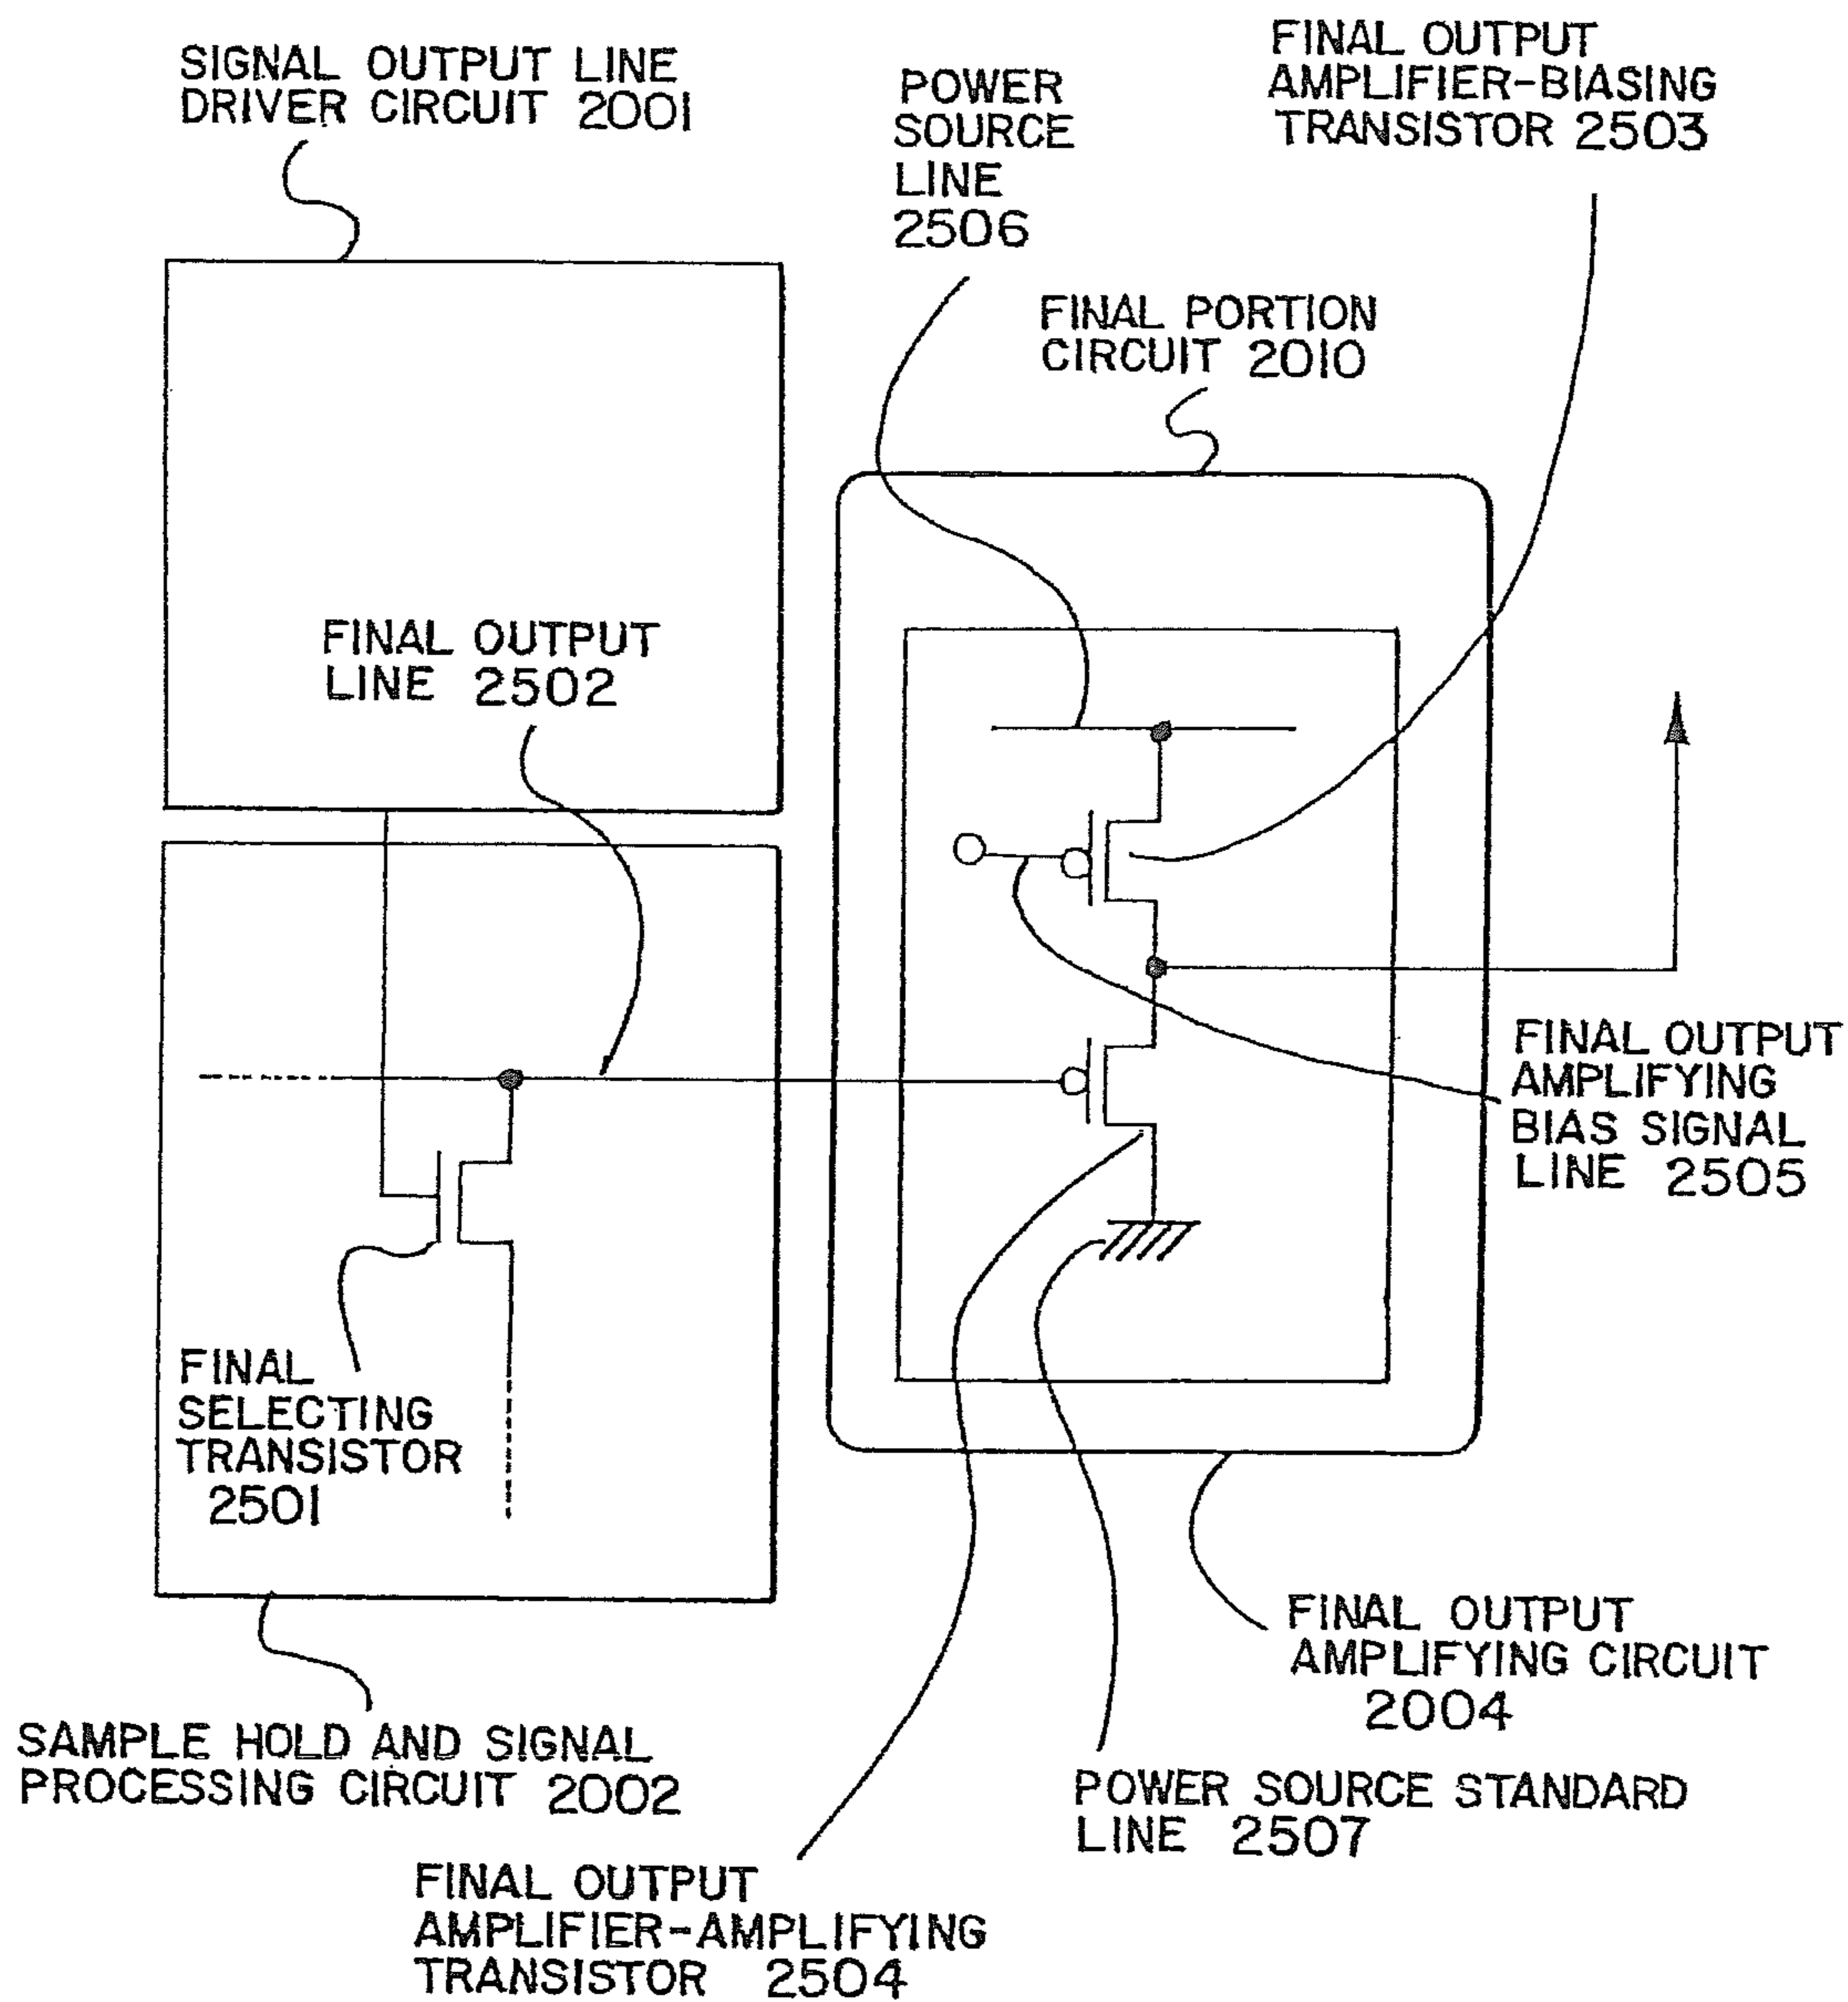 SIGNAL OUTPUT LINE
DRIVER CIRCUIT 2001
POWER
SOURCE
LINE
2506
FINAL OUTPUT
AMPLIFIER-BIASING
TRANSISTOR 2503
FINAL PORTION
CIRCUIT 2010
FINAL OUTPUT
LINE 2502
FINAL OUTPUT
AMPLIFYING
BIAS SIGNAL
LINE 2505
FINAL
SELECTING
TRANSISTOR
2501
FINAL OUTPUT
AMPLIFYING CIRCUIT
2004
SAMPLE HOLD AND SIGNAL
PROCESSING CIRCUIT 2002
POWER SOURCE STANDARD
LINE 2507
FINAL OUTPUT
AMPLIFIER-AMPLIFYING
TRANSISTOR 2504